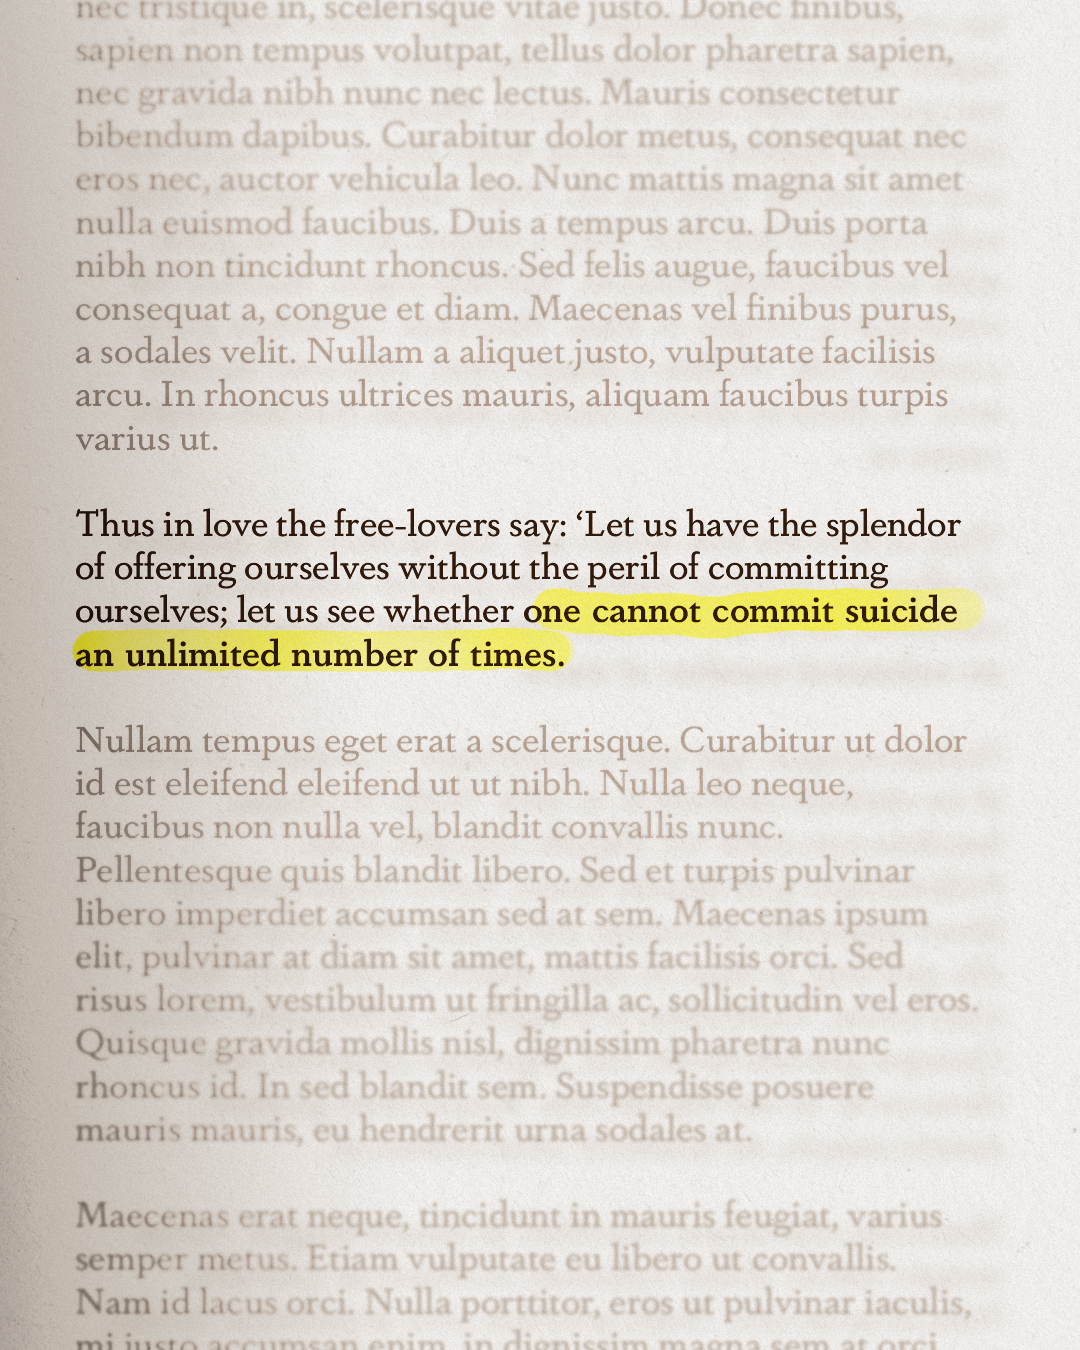 nec tristique in, scelerisque vitae justo. Donec finibus,
sapien non tempus volutpat, tellus dolor pharetra sapien,
nec gravida nibh nunc nec lectus. Mauris consectetur
bibendum dapibus. Curabitur dolor metus, consequat nec
eros nec, auctor vehicula leo. Nunc mattis magna sit amet
nulla euismod faucibus. Duis a tempus arcu. Duis porta
nibh non tincidunt rhoncus. Sed felis augue, faucibus vel
consequat a, congue et diam. Maecenas vel finibus purus,
a sodales velit. Nullam a aliquet justo, vulputate facilisis
arcu. In rhoncus ultrices mauris, aliquam faucibus turpis
varius ut.
Thus in love the free-lovers say: ‘Let us have the splendor
of offering ourselves without the peril of committing
ourselves; let us see whether one cannot commit suicide
an unlimited number of times.
Nullam tempus eget erat a scelerisque. Curabitur ut dolor
id est eleifend eleifend ut ut nibh. Nulla leo neque,
faucibus non nulla vel, blandit convallis nunc.
Pellentesque quis blandit libero. Sed et turpis pulvinar
libero imperdiet accumsan sed at sem. Maecenas ipsum
elit, pulvinar at diam sit amet, mattis facilisis orci. Sed
risus lorem, vestibulum ut fringilla ac, sollicitudin vel eros.
Quisque gravida mollis nisl, dignissim pharetra nunc
rhoncus id. In sed blandit sem. Suspendisse posuere
mauris mauris, eu hendrerit urna sodales at.
Maecenas erat neque, tincidunt in mauris feugiat, varius
semper metus. Etiam vulputate eu libero ut convallis.
Nam id lacus orci. Nulla porttitor, eros ut pulvinar iaculis,
mi justo accumsan enim, in dignissim magna sem at orci